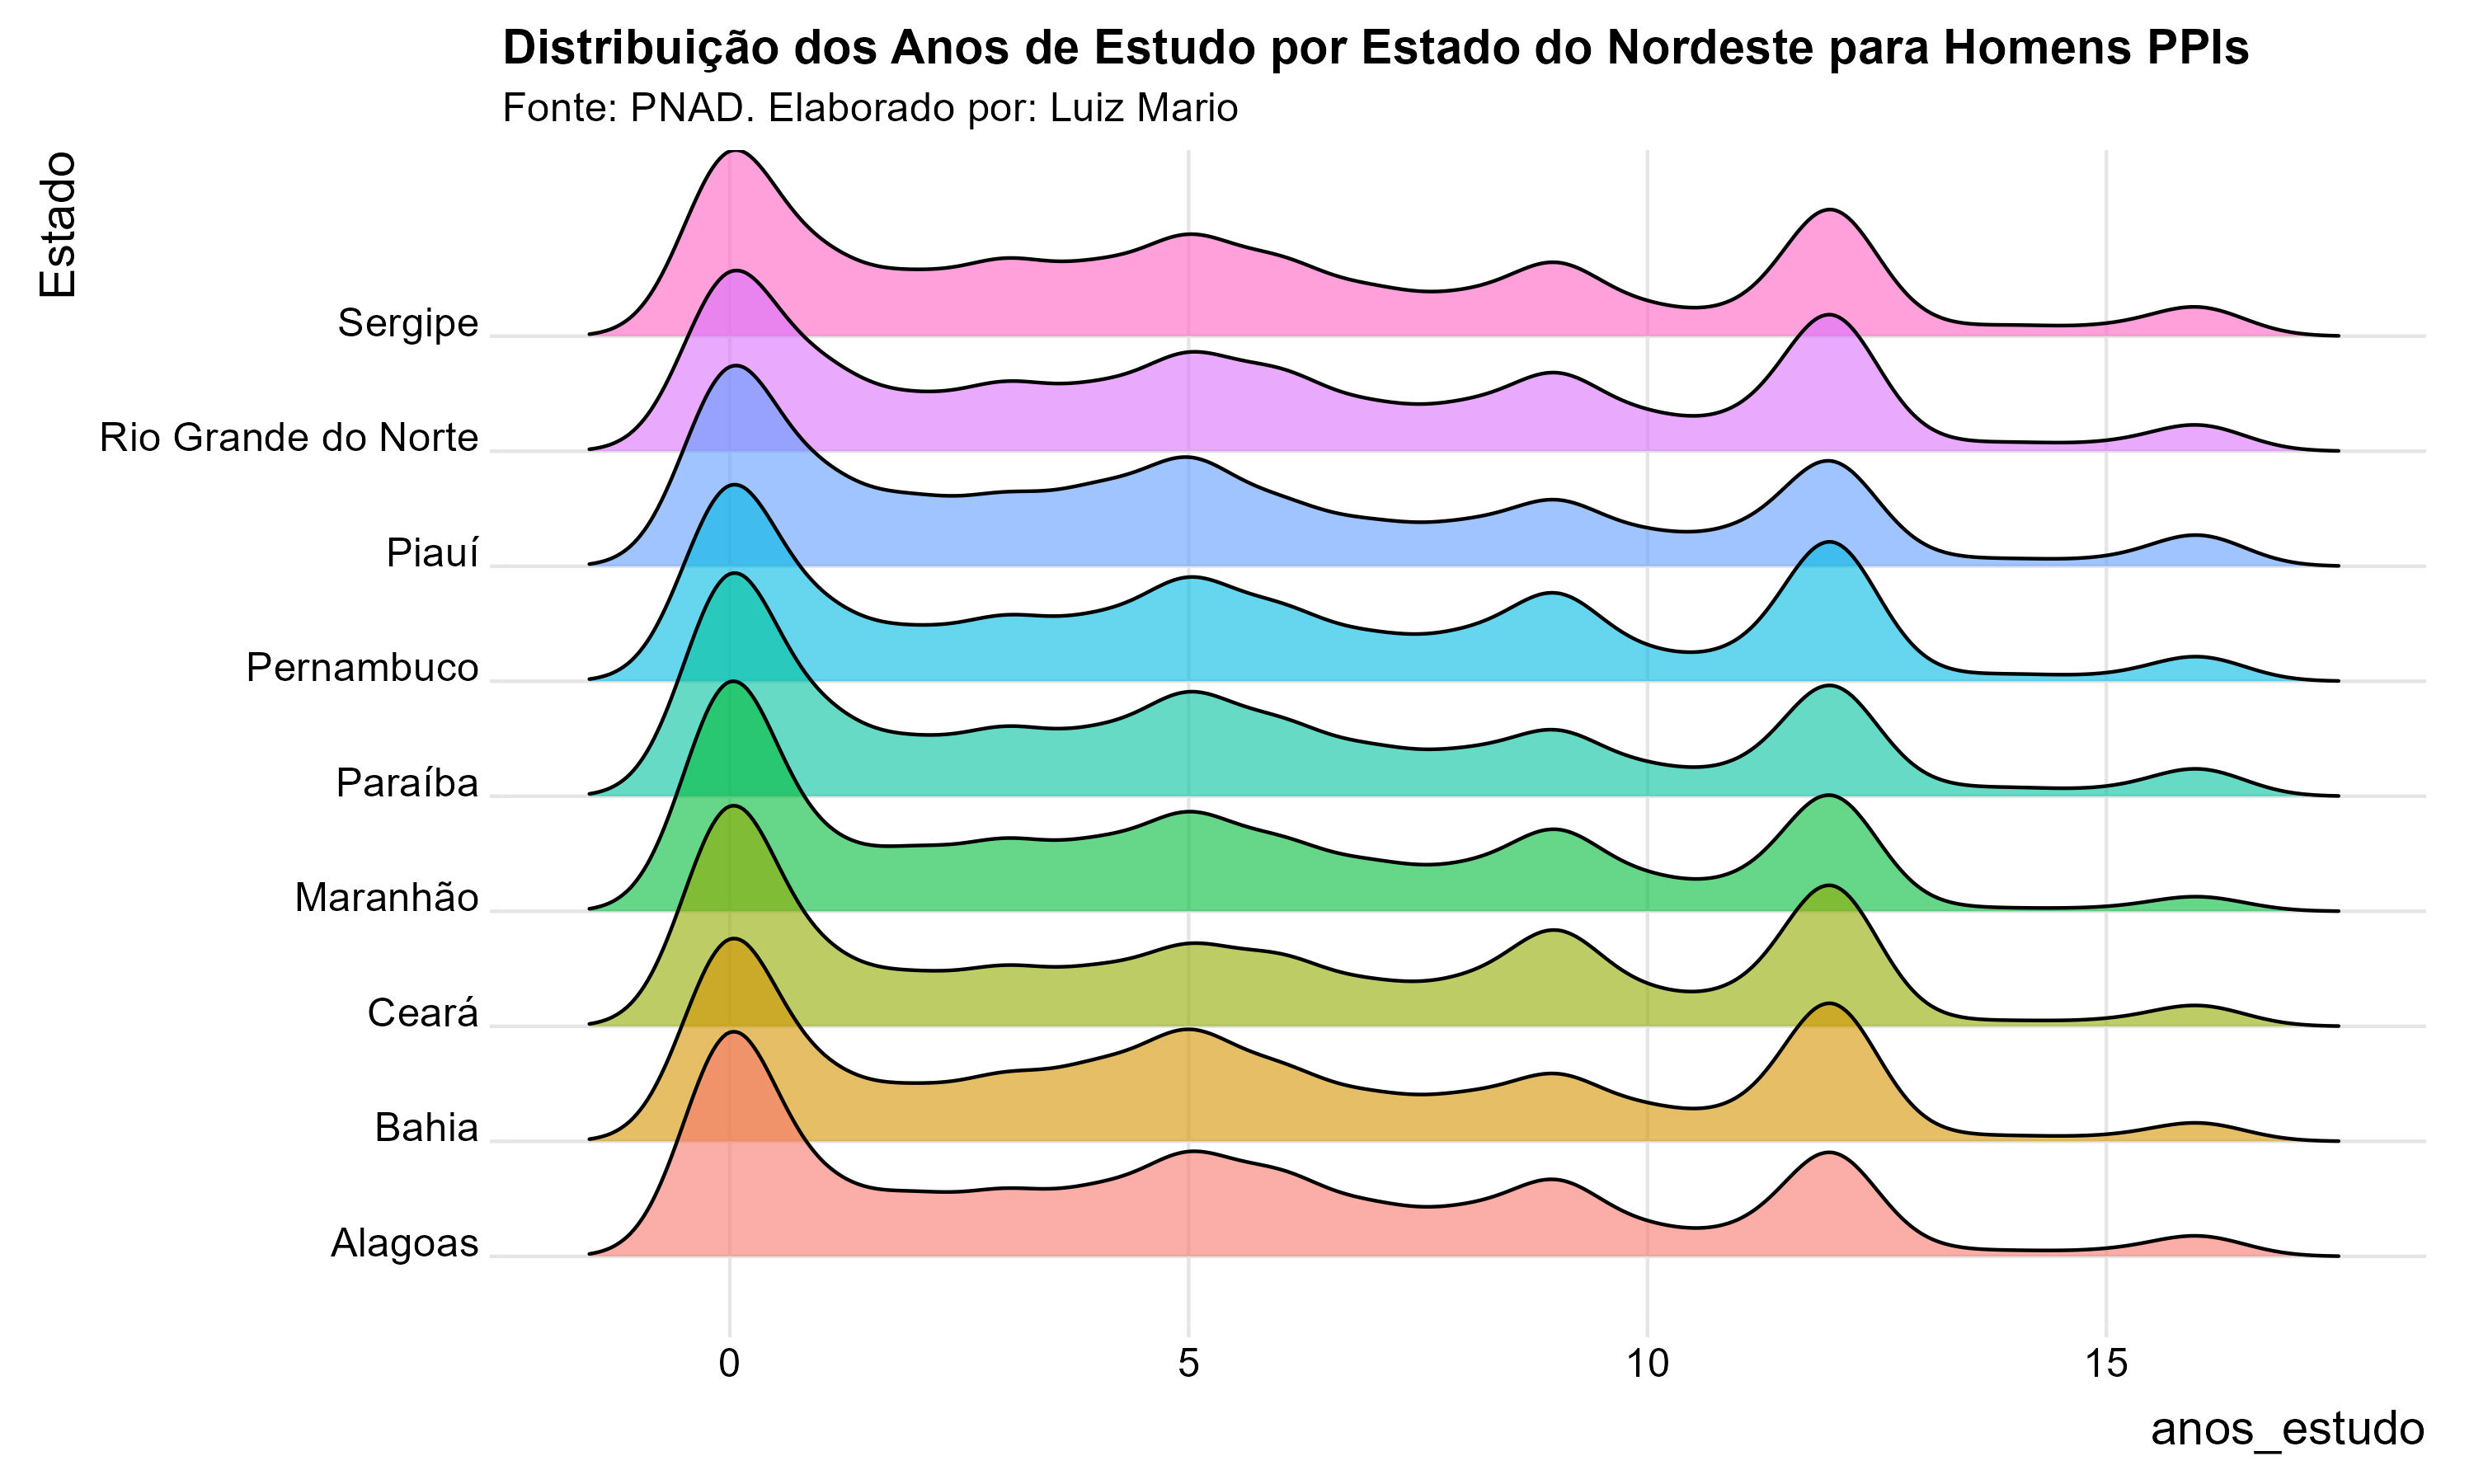 Distribuição dos Anos de Estudo por Estado do Nordeste para Homens PPIs
Fonte: PNAD. Elaborado por: Luiz Mario
Estado
Sergipe
Rio Grande do Norte
Piauí
Pernambuco
Paraíba
Maranhão
Ceará
Bahia
Alagoas
0 5 10 15
anos_estudo